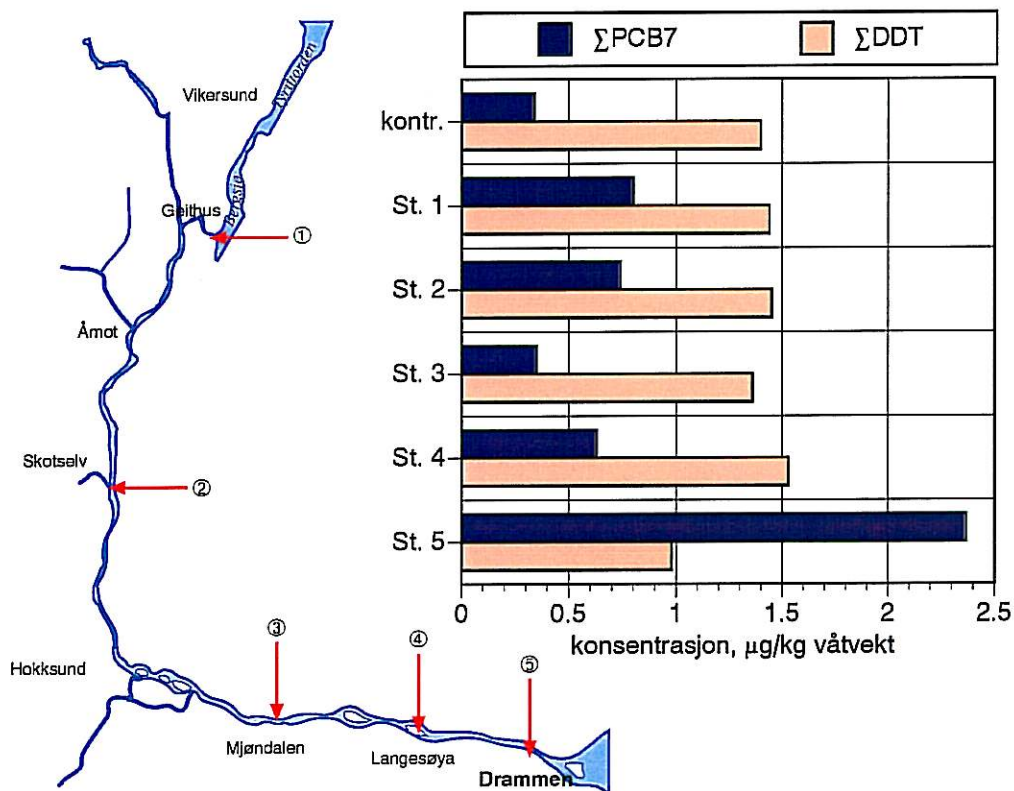 Vikersund
Tyrifjorden
Bergsjø
Geithus
①
Åmot
Skotselv
②
Hokksund
③
④
⑤
Mjøndalen
Langesøya
Drammen
∑PCB7
∑DDT
kontr.
St. 1
St. 2
St. 3
St. 4
St. 5
0 0.5 1 1.5 2 2.5
konsentrasjon, µg/kg våtvekt